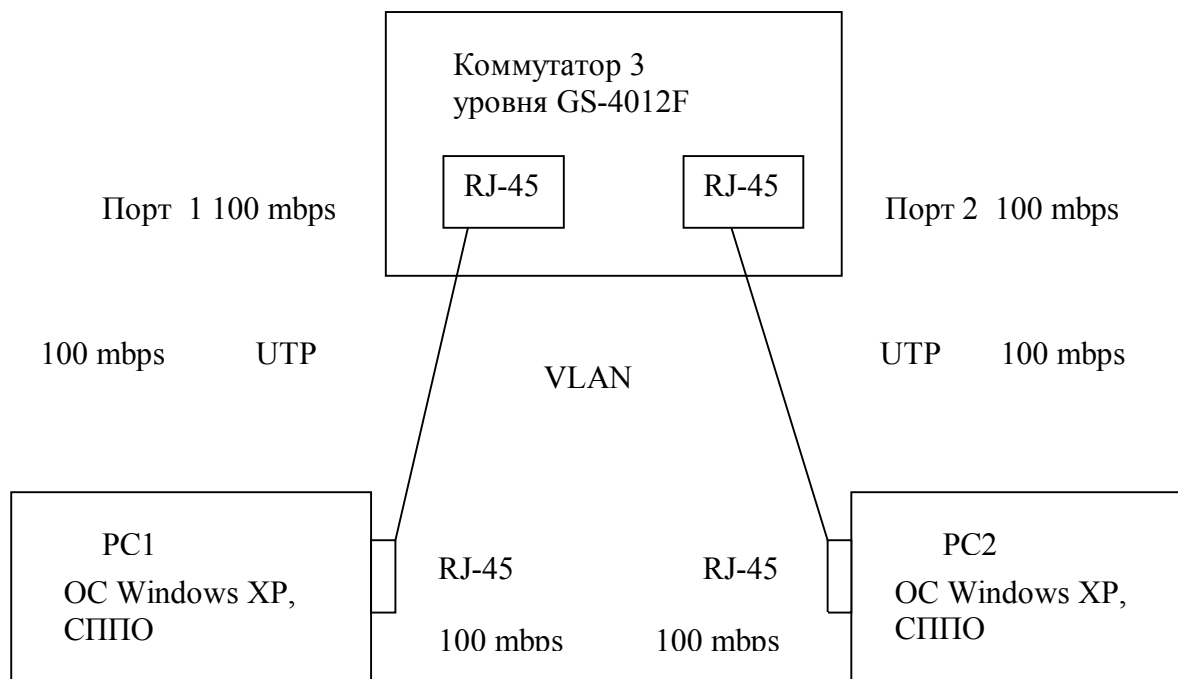 Коммутатор 3
уровня GS-4012F
RJ-45 RJ-45
Порт 1 100 mbps Порт 2 100 mbps
100 mbps UTP UTP 100 mbps
VLAN
PC1 PC2
RJ-45 RJ-45
ОС Windows XP, ОС Windows XP,
СППО СППО
100 mbps 100 mbps